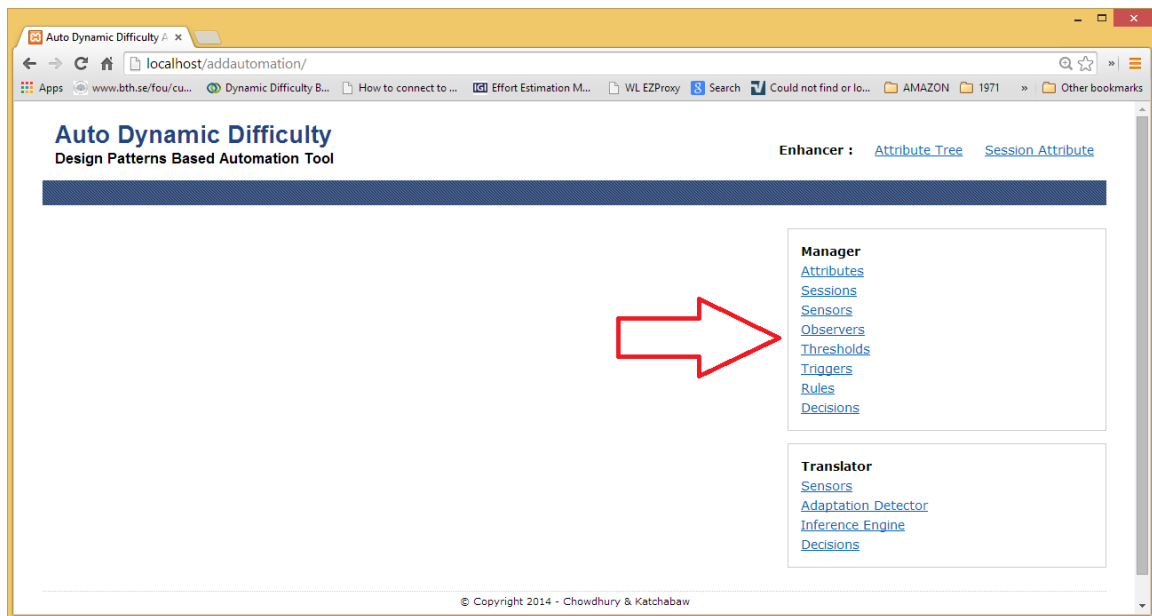 Auto Dynamic Difficulty A
localhost/addautomation/
Apps www.bth.se/fou/cu... Dynamic Difficulty B... How to connect to ... Effort Estimation M... WL EZProxy Search Could not find or lo... AMAZON 1971 » Other bookmarks
Auto Dynamic Difficulty
Design Patterns Based Automation Tool
Enhancer : Attribute Tree Session Attribute
Manager
Attributes
Sessions
Sensors
Observers
Thresholds
Triggers
Rules
Decisions
Translator
Sensors
Adaptation Detector
Inference Engine
Decisions
© Copyright 2014 - Chowdhury & Katchabaw